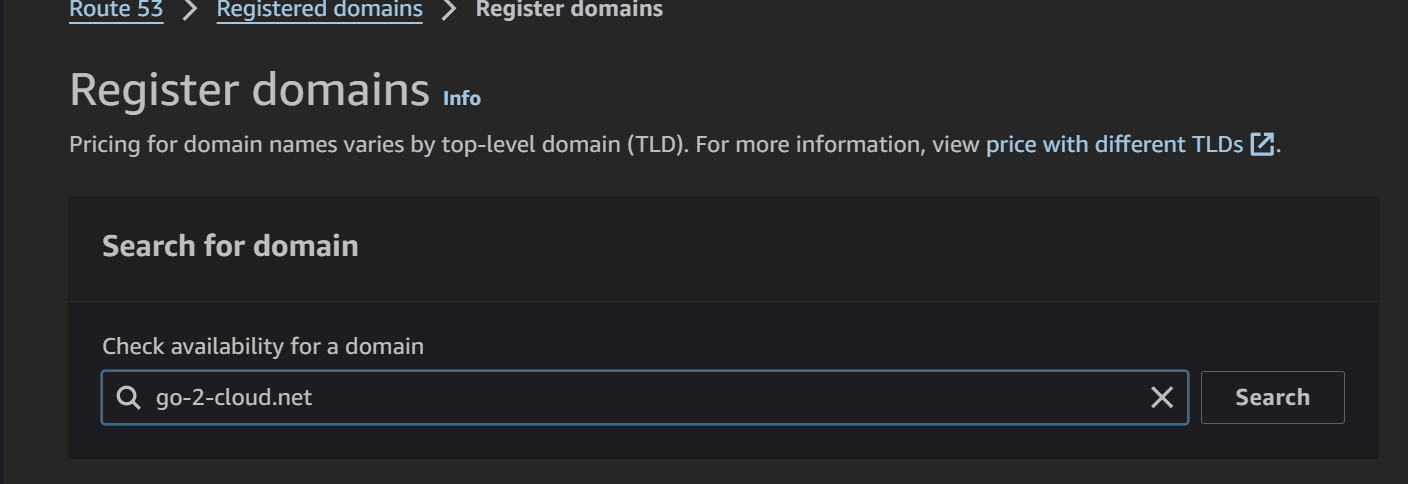 Route 53 > Registered domains > Register domains
Register domains Info
Pricing for domain names varies by top-level domain (TLD). For more information, view price with different TLDs.
Search for domain
Check availability for a domain
go-2-cloud.net Search